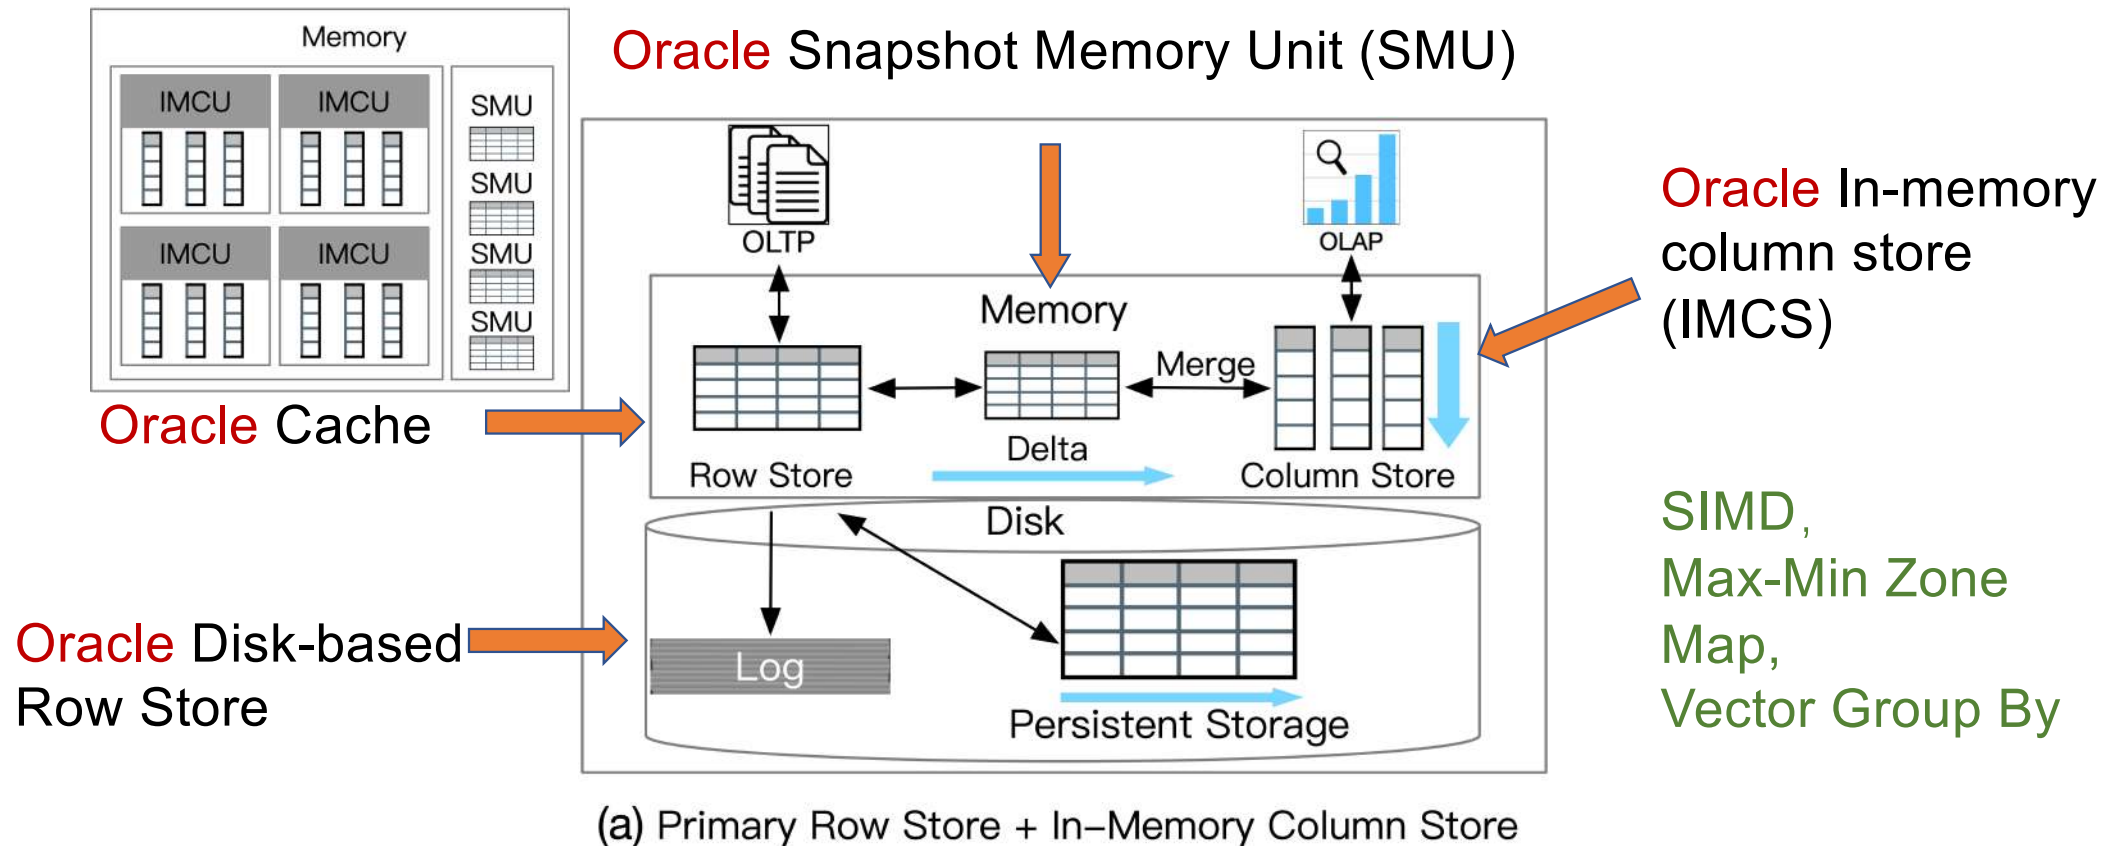 Memory
IMCU
IMCU
IMCU
IMCU
SMU
SMU
SMU
SMU
Oracle Snapshot Memory Unit (SMU)
OLTP
OLAP
Memory
Merge
Delta
Row Store
Column Store
Disk
Log
Persistent Storage
Oracle Cache
Oracle Disk-based
Row Store
Oracle In-memory
column store
(IMCS)
SIMD,
Max-Min Zone
Map,
Vector Group By
(a) Primary Row Store + In-Memory Column Store